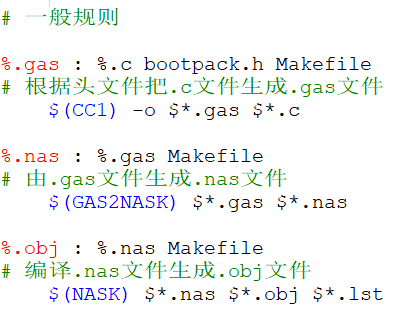 # 一般规则
%.gas : %.c bootpack.h Makefile
# 根据头文件把.c文件生成.gas文件
$(CC1) -o $*.gas $*.c
%.nas : %.gas Makefile
# 由.gas文件生成.nas文件
$(GAS2NASK) $*.gas $*.nas
%.obj : %.nas Makefile
# 编译.nas文件生成.obj文件
$(NASK) $*.nas $*.obj $*.lst